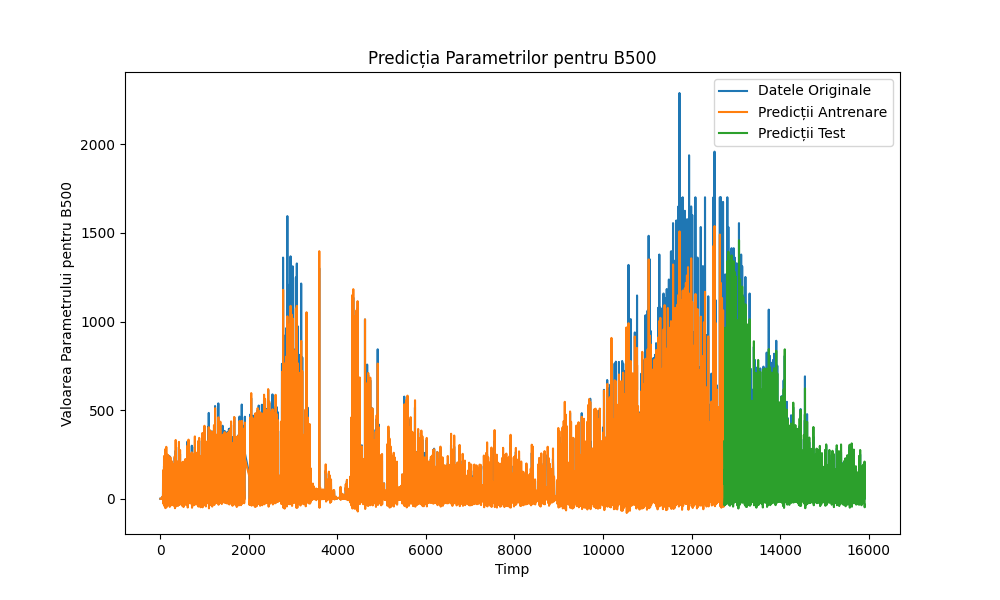 Predicția Parametrilor pentru B500
Datele Originale
Predicții Antrenare
Predicții Test
Valoarea Parametrului pentru B500
2000
1500
1000
500
0
0 2000 4000 6000 8000 10000 12000 14000 16000
Timp